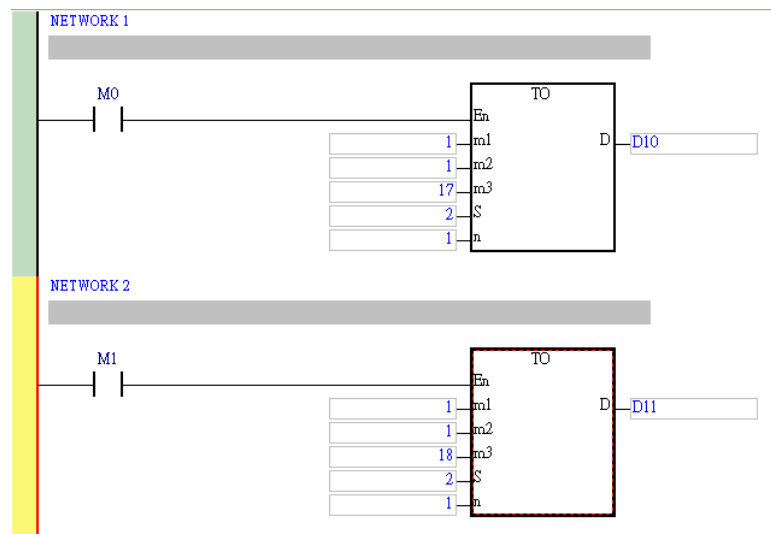 NETWORK 1
M0
TO
En
1 m1 D D10
1 m2
17 m3
2 S
1 n
NETWORK 2
M1
TO
En
1 m1 D D11
1 m2
18 m3
2 S
1 n